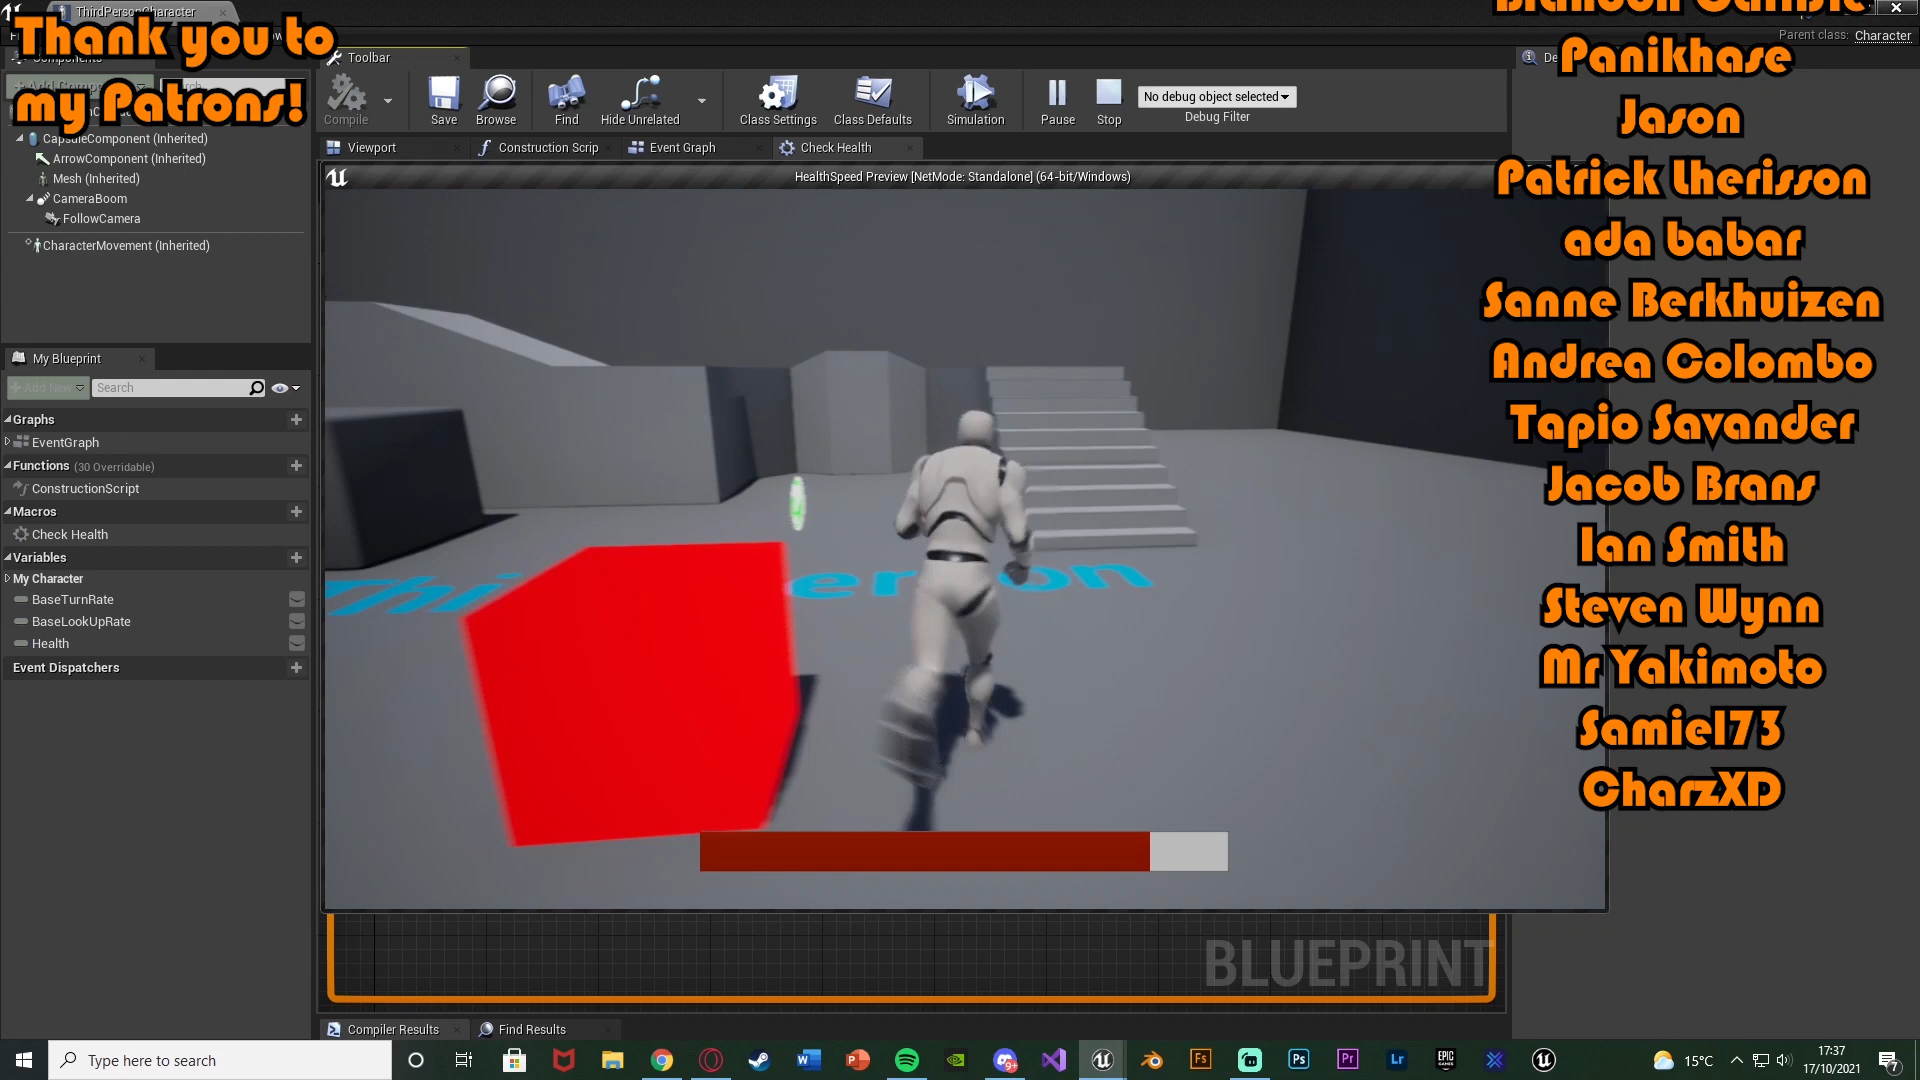 ThirdPersonCharacter
Thank you to
my Patrons!
Parent class: Character
Toolbar
Compile
Save
Browse
Find
Hide Unrelated
Class Settings
Class Defaults
Simulation
Pause
Stop
No debug object selected
Debug Filter
Viewport
Construction Scrip
Event Graph
Check Health
HealthSpeed Preview [NetMode: Standalone] (64-bit/Windows)
CapsuleComponent (Inherited)
ArrowComponent (Inherited)
Mesh (Inherited)
CameraBoom
FollowCamera
CharacterMovement (Inherited)
My Blueprint
Add New
Search
Graphs
EventGraph
Functions (30 Overridable)
ConstructionScript
Macros
Check Health
Variables
My Character
BaseTurnRate
BaseLookUpRate
Health
Event Dispatchers
Panikhase
Jason
Patrick Lherisson
ada babar
Sanne Berkhuizen
Andrea Colombo
Tapio Savander
Jacob Brans
Ian Smith
Steven Wynn
Mr Yakimoto
Samie173
CharzXD
BLUEPRINT
Compiler Results
Find Results
Type here to search
15°C
17:37
17/10/2021